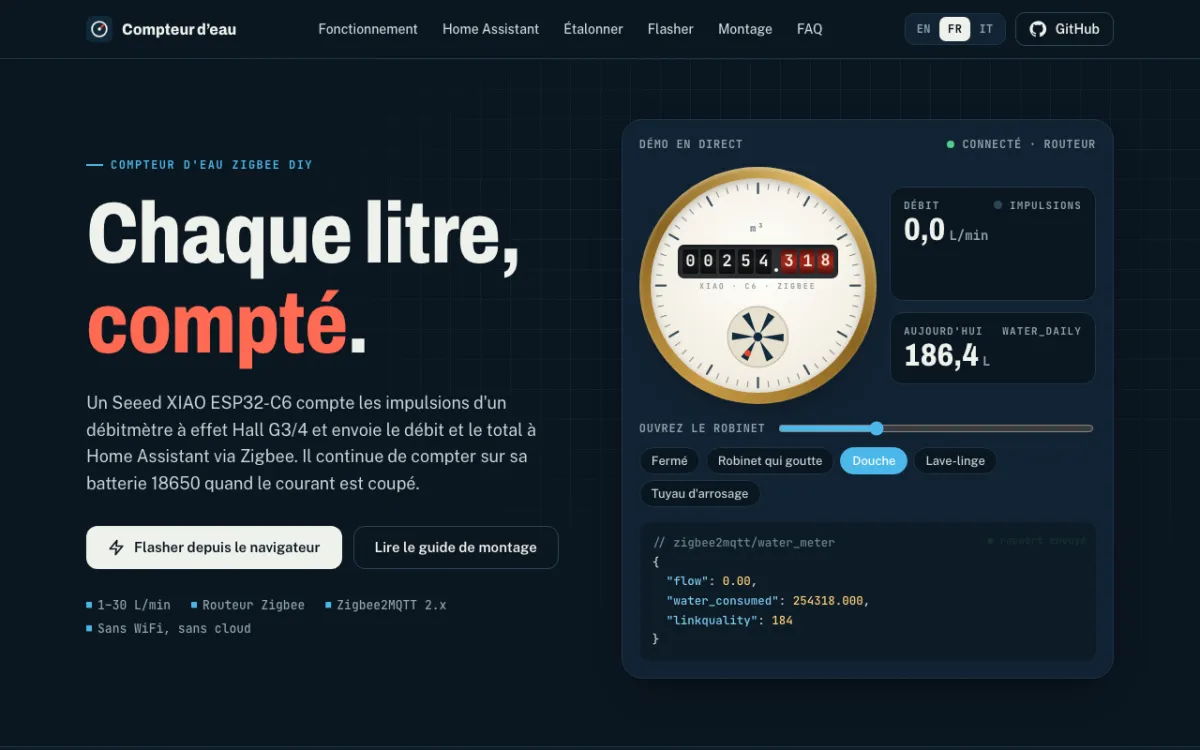 Compteur d'eau
Fonctionnement
Home Assistant
Étalonner
Flasher
Montage
FAQ
EN
FR
IT
GitHub
COMPTEUR D'EAU ZIGBEE DIY
Chaque litre,
compté.
Un Seeed XIAO ESP32-C6 compte les impulsions d'un
débitmètre à effet Hall G3/4 et envoie le débit et le total à
Home Assistant via Zigbee. Il continue de compter sur sa
batterie 18650 quand le courant est coupé.
Flasher depuis le navigateur
Lire le guide de montage
1–30 L/min
Routeur Zigbee
Zigbee2MQTT 2.x
Sans WiFi, sans cloud
DÉMO EN DIRECT
CONNECTÉ · ROUTEUR
m³
00254.318
XIAO · C6 · ZIGBEE
DÉBIT
IMPULSIONS
0,0 L/min
AUJOURD'HUI
WATER_DAILY
186,4 L
OUVREZ LE ROBINET
Fermé
Robinet qui goutte
Douche
Lave-linge
Tuyau d'arrosage
// zigbee2mqtt/water_meter
rapport envoyé
{
"flow": 0.00,
"water_consumed": 254318.000,
"linkquality": 184
}